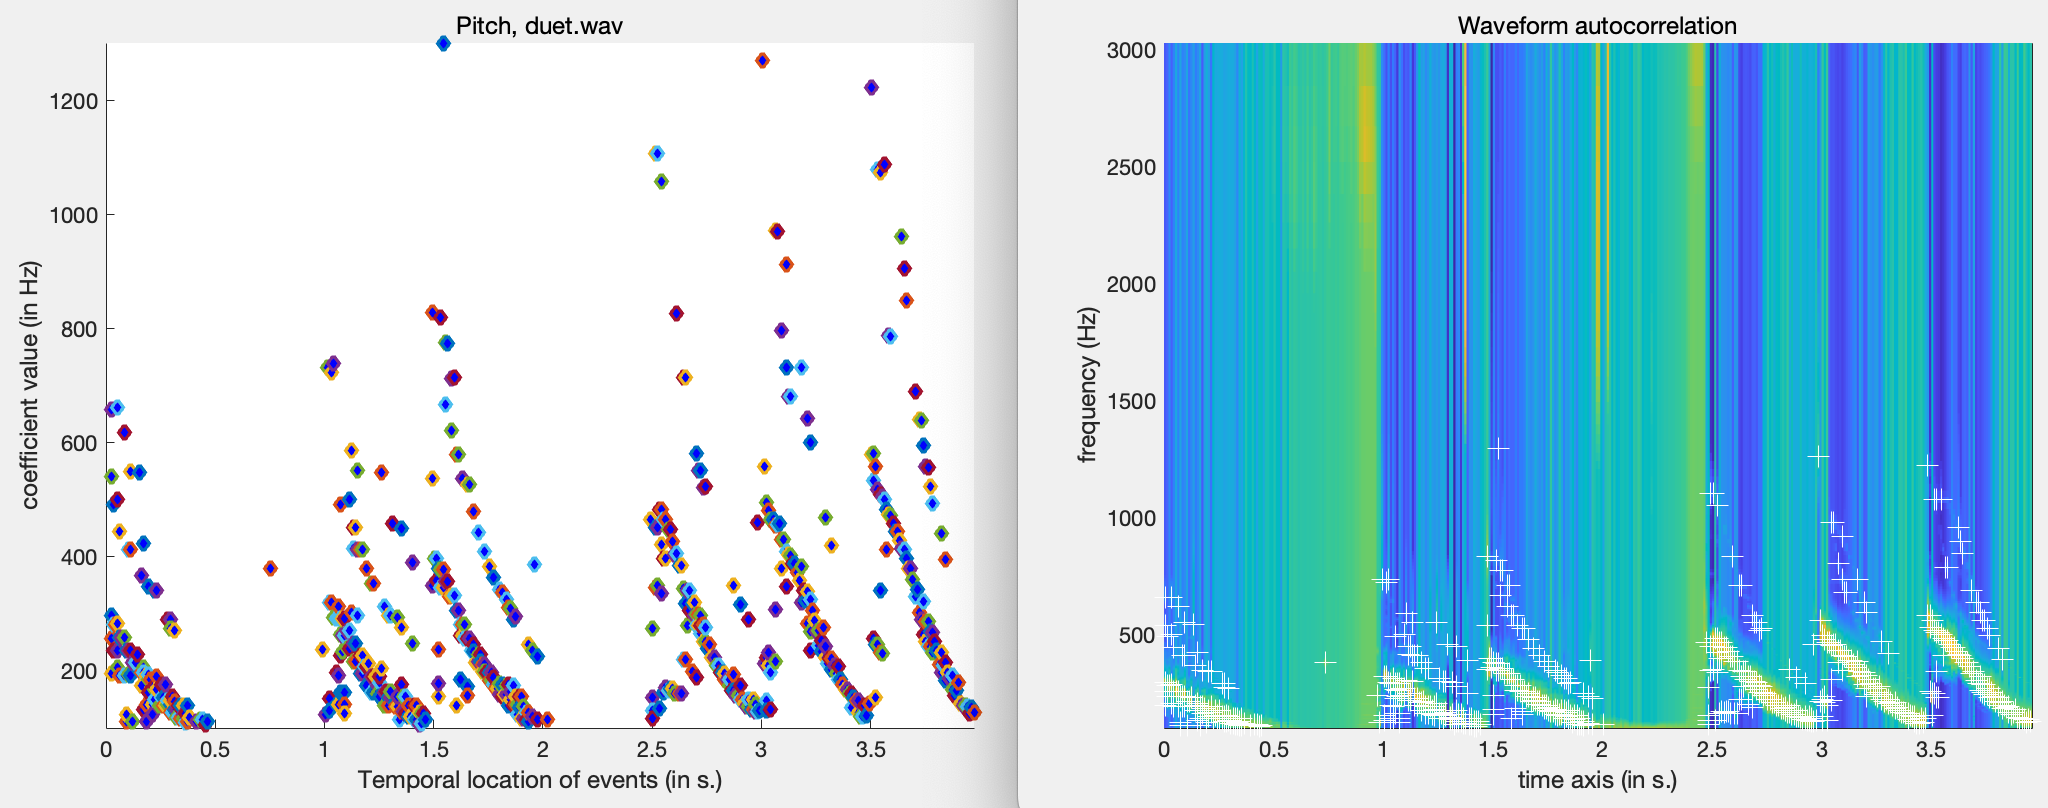 Pitch, duet.wav
coefficient value (in Hz)
1200
1000
800
600
400
200
0 0.5 1 1.5 2 2.5 3 3.5
Temporal location of events (in s.)
Waveform autocorrelation
frequency (Hz)
3000
2500
2000
1500
1000
500
0 0.5 1 1.5 2 2.5 3 3.5
time axis (in s.)